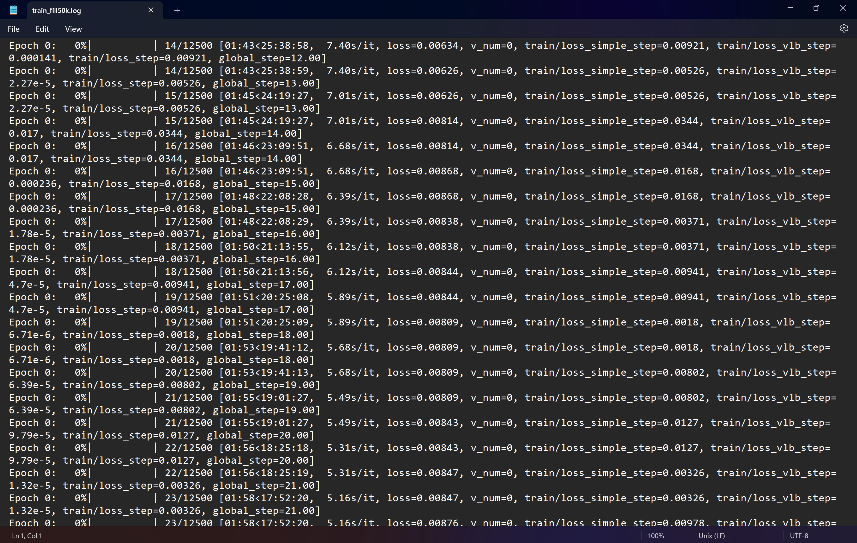 train_fill50k.log
File Edit View
Epoch 0: 0%| | 14/12500 [01:43<25:38:58, 7.40s/it, loss=0.00634, v_num=0, train/loss_simple_step=0.00921, train/loss_vlb_step=
0.000141, train/loss_step=0.00921, global_step=12.00]
Epoch 0: 0%| | 14/12500 [01:43<25:38:59, 7.40s/it, loss=0.00626, v_num=0, train/loss_simple_step=0.00526, train/loss_vlb_step=
2.27e-5, train/loss_step=0.00526, global_step=13.00]
Epoch 0: 0%| | 15/12500 [01:45<24:19:27, 7.01s/it, loss=0.00626, v_num=0, train/loss_simple_step=0.00526, train/loss_vlb_step=
2.27e-5, train/loss_step=0.00526, global_step=13.00]
Epoch 0: 0%| | 15/12500 [01:45<24:19:27, 7.01s/it, loss=0.00814, v_num=0, train/loss_simple_step=0.0344, train/loss_vlb_step=
0.017, train/loss_step=0.0344, global_step=14.00]
Epoch 0: 0%| | 16/12500 [01:46<23:09:51, 6.68s/it, loss=0.00814, v_num=0, train/loss_simple_step=0.0344, train/loss_vlb_step=
0.017, train/loss_step=0.0344, global_step=14.00]
Epoch 0: 0%| | 16/12500 [01:46<23:09:51, 6.68s/it, loss=0.00868, v_num=0, train/loss_simple_step=0.0168, train/loss_vlb_step=
0.000236, train/loss_step=0.0168, global_step=15.00]
Epoch 0: 0%| | 17/12500 [01:48<22:08:28, 6.39s/it, loss=0.00868, v_num=0, train/loss_simple_step=0.0168, train/loss_vlb_step=
0.000236, train/loss_step=0.0168, global_step=15.00]
Epoch 0: 0%| | 17/12500 [01:48<22:08:29, 6.39s/it, loss=0.00838, v_num=0, train/loss_simple_step=0.00371, train/loss_vlb_step=
1.78e-5, train/loss_step=0.00371, global_step=16.00]
Epoch 0: 0%| | 18/12500 [01:50<21:13:55, 6.12s/it, loss=0.00838, v_num=0, train/loss_simple_step=0.00371, train/loss_vlb_step=
1.78e-5, train/loss_step=0.00371, global_step=16.00]
Epoch 0: 0%| | 18/12500 [01:50<21:13:56, 6.12s/it, loss=0.00844, v_num=0, train/loss_simple_step=0.00941, train/loss_vlb_step=
4.7e-5, train/loss_step=0.00941, global_step=17.00]
Epoch 0: 0%| | 19/12500 [01:51<20:25:08, 5.89s/it, loss=0.00844, v_num=0, train/loss_simple_step=0.00941, train/loss_vlb_step=
4.7e-5, train/loss_step=0.00941, global_step=17.00]
Epoch 0: 0%| | 19/12500 [01:51<20:25:09, 5.89s/it, loss=0.00809, v_num=0, train/loss_simple_step=0.0018, train/loss_vlb_step=
6.71e-6, train/loss_step=0.0018, global_step=18.00]
Epoch 0: 0%| | 20/12500 [01:53<19:41:12, 5.68s/it, loss=0.00809, v_num=0, train/loss_simple_step=0.0018, train/loss_vlb_step=
6.71e-6, train/loss_step=0.0018, global_step=18.00]
Epoch 0: 0%| | 20/12500 [01:53<19:41:13, 5.68s/it, loss=0.00809, v_num=0, train/loss_simple_step=0.00802, train/loss_vlb_step=
6.39e-5, train/loss_step=0.00802, global_step=19.00]
Epoch 0: 0%| | 21/12500 [01:55<19:01:27, 5.49s/it, loss=0.00809, v_num=0, train/loss_simple_step=0.00802, train/loss_vlb_step=
6.39e-5, train/loss_step=0.00802, global_step=19.00]
Epoch 0: 0%| | 21/12500 [01:55<19:01:27, 5.49s/it, loss=0.00843, v_num=0, train/loss_simple_step=0.0127, train/loss_vlb_step=
9.79e-5, train/loss_step=0.0127, global_step=20.00]
Epoch 0: 0%| | 22/12500 [01:56<18:25:18, 5.31s/it, loss=0.00843, v_num=0, train/loss_simple_step=0.0127, train/loss_vlb_step=
9.79e-5, train/loss_step=0.0127, global_step=20.00]
Epoch 0: 0%| | 22/12500 [01:56<18:25:19, 5.31s/it, loss=0.00847, v_num=0, train/loss_simple_step=0.00326, train/loss_vlb_step=
1.32e-5, train/loss_step=0.00326, global_step=21.00]
Epoch 0: 0%| | 23/12500 [01:58<17:52:20, 5.16s/it, loss=0.00847, v_num=0, train/loss_simple_step=0.00326, train/loss_vlb_step=
1.32e-5, train/loss_step=0.00326, global_step=21.00]
Epoch 0: 0%| | 23/12500 [01:58<17:52:20, 5.16s/it, loss=0.00876, v_num=0, train/loss_simple_step=0.00978, train/loss_vlb_step=
Ln 1, Col 1 100% Unix (LF) UTF-8